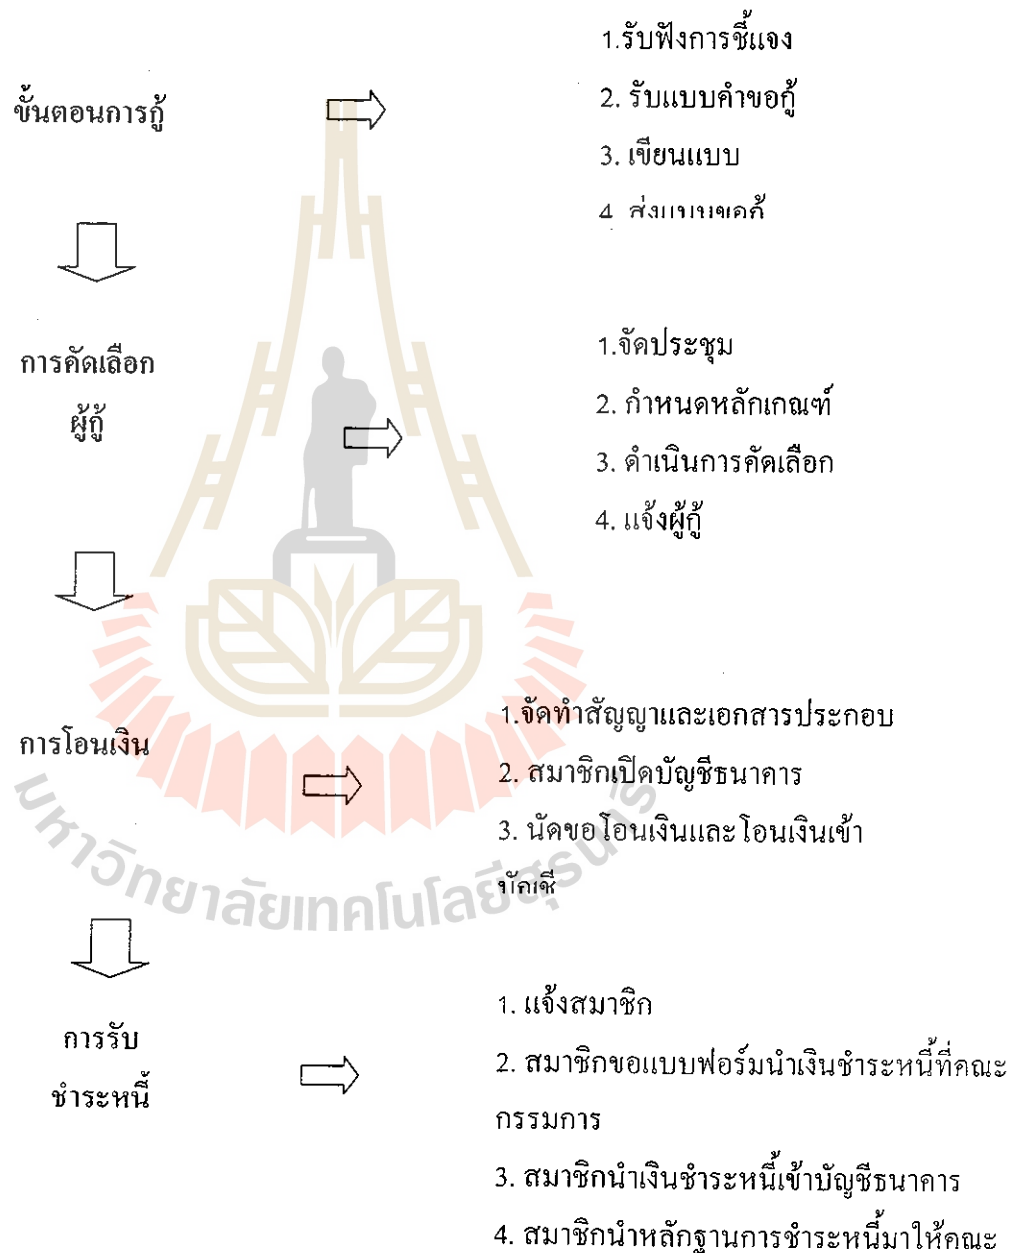 ขั้นตอนการกู้
1.รับฟังการชี้แจง
2. รับแบบคำขอกู้
3. เขียนแบบ
4 ส่งแบบขอกู้
การคัดเลือก
ผู้กู้
1.จัดประชุม
2. กำหนดหลักเกณฑ์
3. ดำเนินการคัดเลือก
4. แจ้งผู้กู้
การโอนเงิน
1.จัดทำสัญญาและเอกสารประกอบ
2. สมาชิกเปิดบัญชีธนาคาร
3. นัดขอโอนเงินและโอนเงินเข้า
บัญชี
มหาวิทยาลัยเทคโนโลยีสุรนารี
การรับ
ชำระหนี้
1. แจ้งสมาชิก
2. สมาชิกขอแบบฟอร์มนำเงินชำระหนี้ที่คณะ
กรรมการ
3. สมาชิกนำเงินชำระหนี้เข้าบัญชีธนาคาร
4. สมาชิกนำหลักฐานการชำระหนี้มาให้คณะ